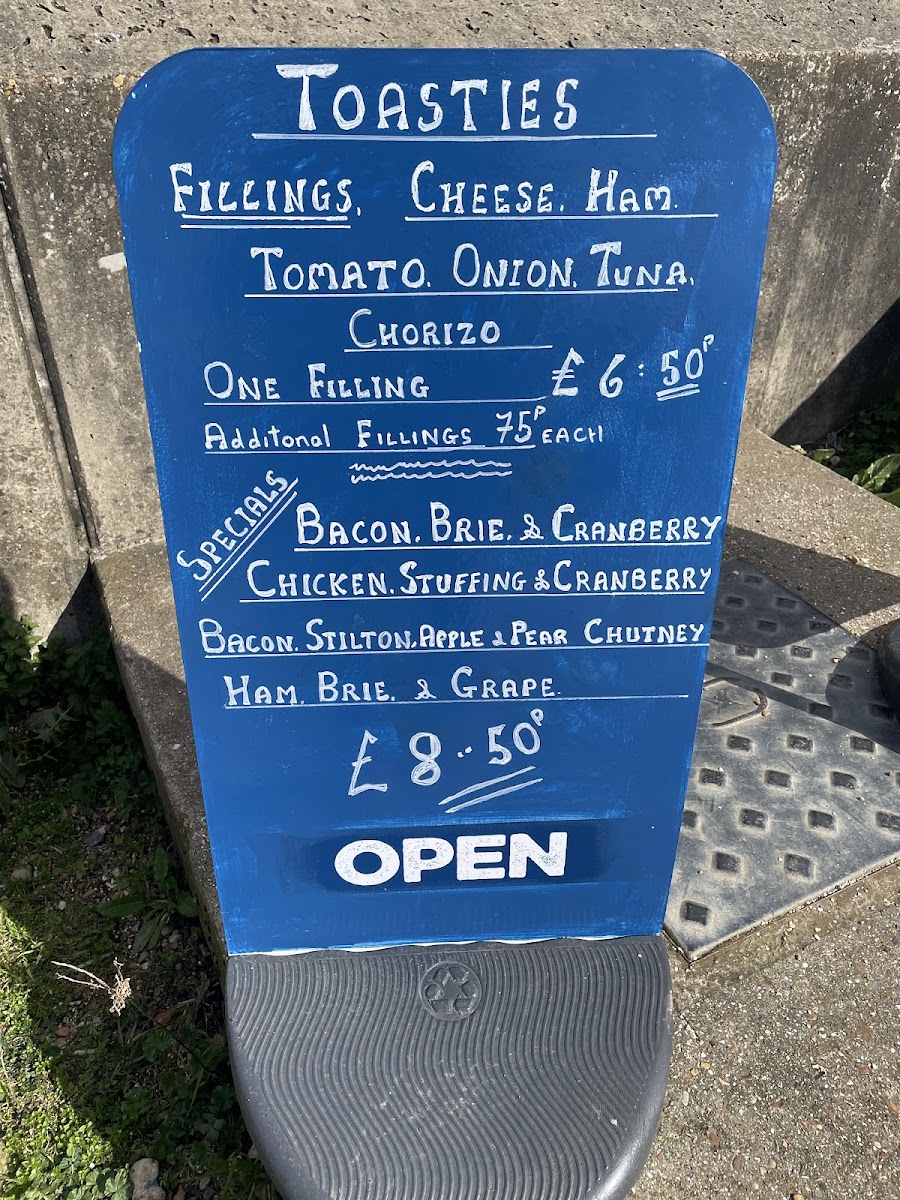 TOASTIES
FILLINGS, CHEESE. HAM.
TOMATO. ONION. TUNA.
CHORIZO
ONE FILLING £6:50P
Additonal FILLINGS 75P EACH
SPECIALS
BACON. BRIE. & CRANBERRY
CHICKEN. STUFFING & CRANBERRY
BACON. STILTON. APPLE & PEAR CHUTNEY
HAM. BRIE. & GRAPE.
£8..50P
OPEN